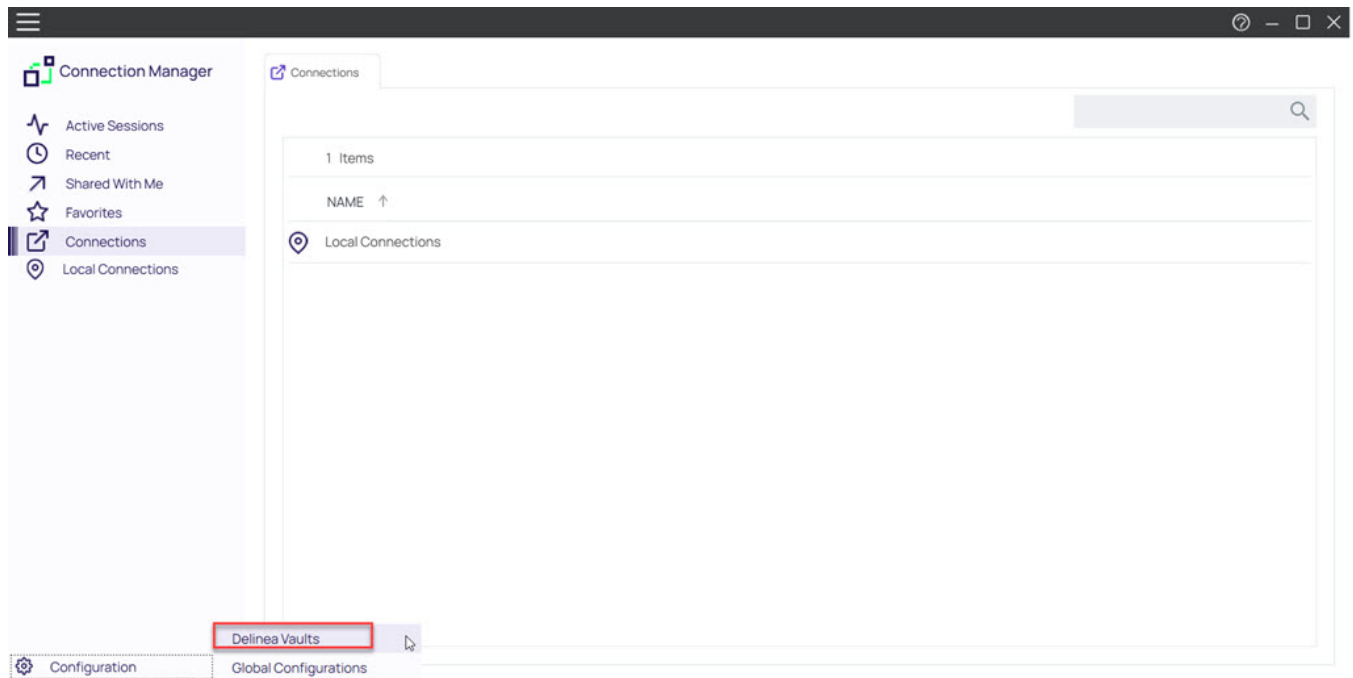 Connection Manager
Connections
Active Sessions
Recent
Shared With Me
Favorites
Connections
Local Connections
1 Items
NAME ↑
Local Connections
Delinea Vaults
Configuration
Global Configurations